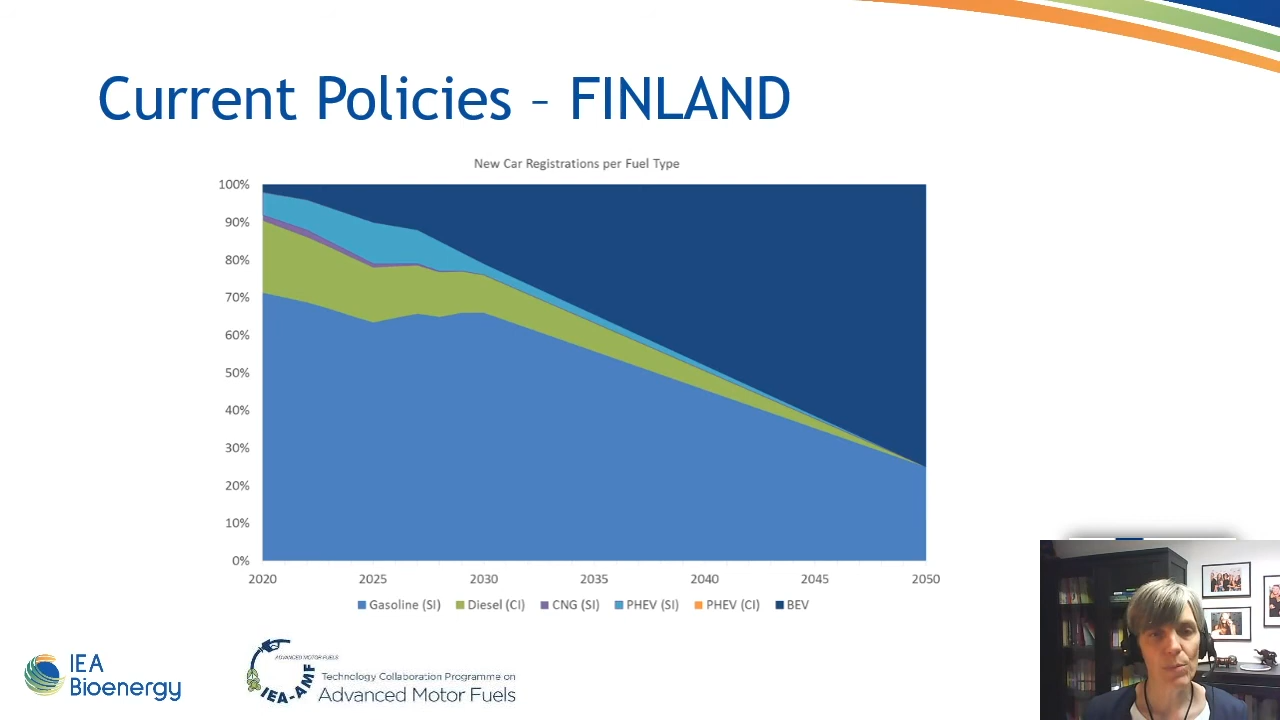 Current Policies – FINLAND
New Car Registrations per Fuel Type
100%
90%
80%
70%
60%
50%
40%
30%
20%
10%
0%
2020 2025 2030 2035 2040 2045 2050
Gasoline (SI) Diesel (CI) CNG (SI) PHEV (SI) PHEV (CI) BEV
IEA
Bioenergy
ADVANCED MOTOR FUELS
IEA-AMF
Technology Collaboration Programme on
Advanced Motor Fuels